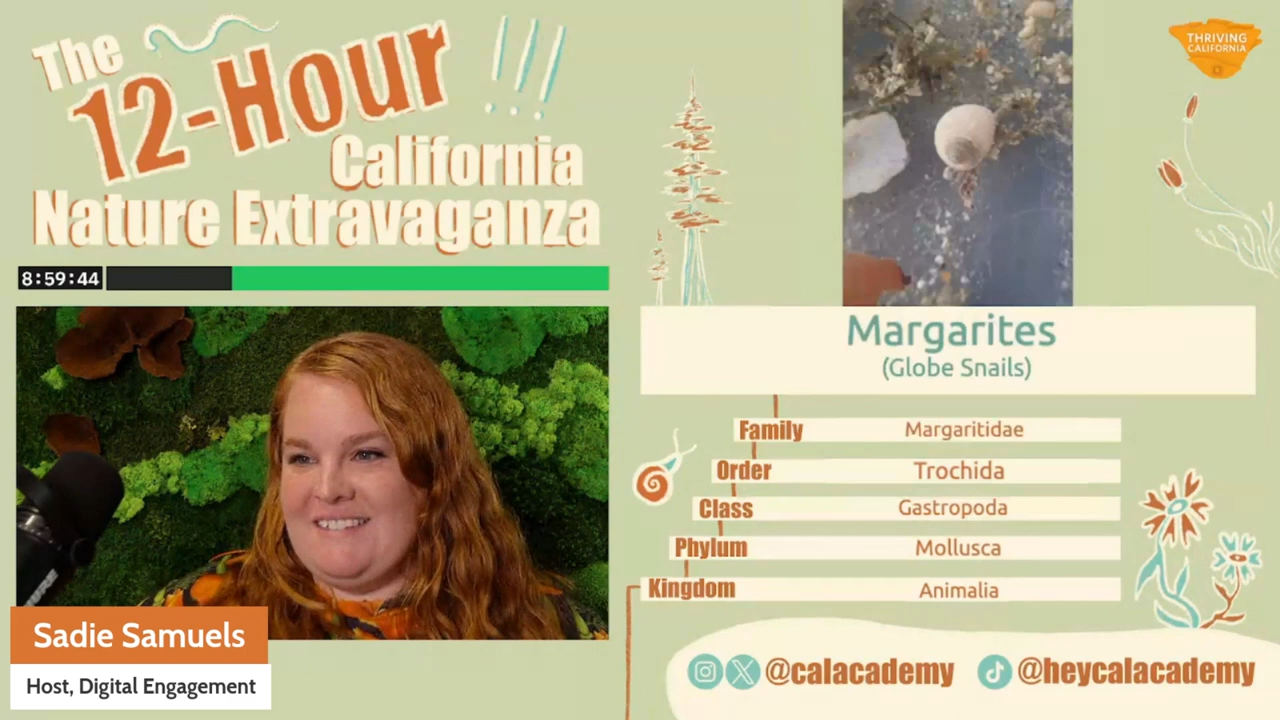 The
12-Hour
!!!
California
Nature Extravaganza
8:59:44
Sadie Samuels
Host, Digital Engagement
THRIVING
CALIFORNIA
Margarites
(Globe Snails)
Family Margaritidae
Order Trochida
Class Gastropoda
Phylum Mollusca
Kingdom Animalia
@calacademy @heycalacademy